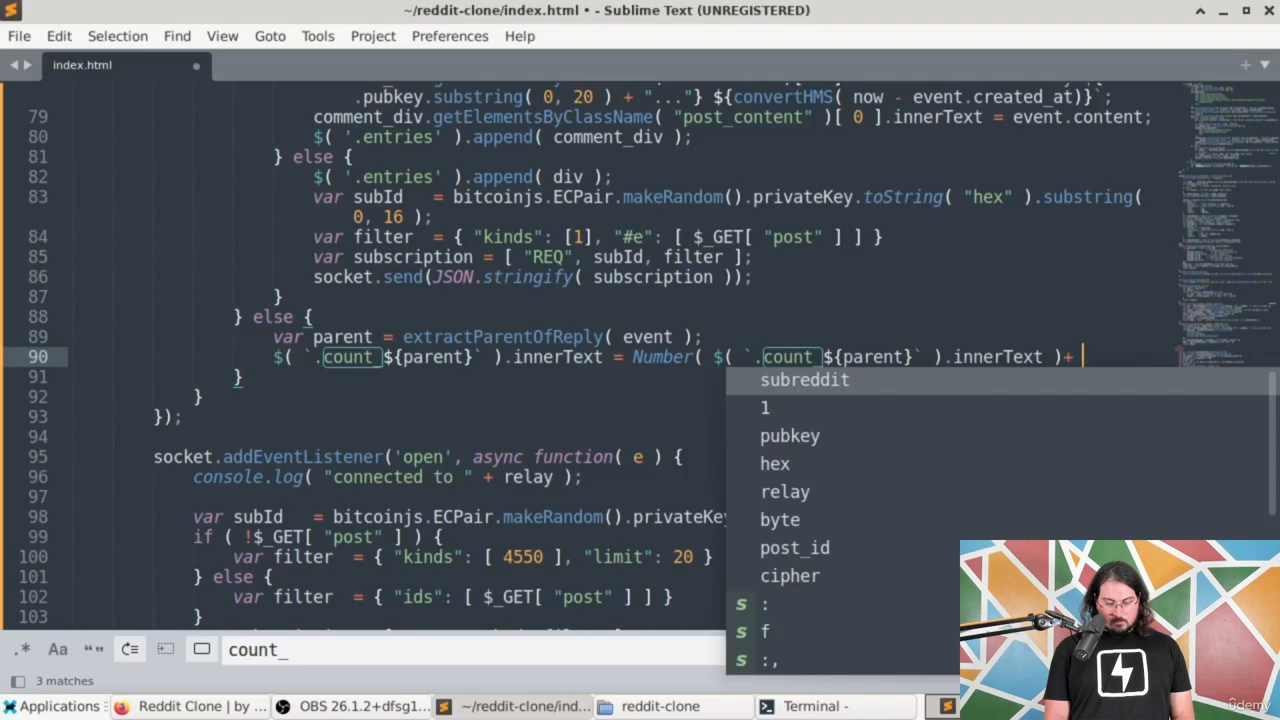 ~/reddit-clone/index.html • - Sublime Text (UNREGISTERED)
File Edit Selection Find View Goto Tools Project Preferences Help
index.html
.pubkey.substring( 0, 20 ) + "..."} ${convertHMS( now - event.created_at)}`;
79 comment_div.getElementsByClassName( "post_content" )[ 0 ].innerText = event.content;
80 $( '.entries' ).append( comment_div );
81 } else {
82 $( '.entries' ).append( div );
83 var subId = bitcoinjs.ECPair.makeRandom().privateKey.toString( "hex" ).substring(
0, 16 );
84 var filter = { "kinds": [1], "#e": [ $_GET[ "post" ] ] }
85 var subscription = [ "REQ", subId, filter ];
86 socket.send(JSON.stringify( subscription ));
87 }
88 } else {
89 var parent = extractParentOfReply( event );
90 $( `.count_${parent}` ).innerText = Number( $( `.count_${parent}` ).innerText )+
91 }
92 }
93 });
94
95 socket.addEventListener('open', async function( e ) {
96 console.log( "connected to " + relay );
97
98 var subId = bitcoinjs.ECPair.makeRandom().privateKey
99 if ( !$_GET[ "post" ] ) {
100 var filter = { "kinds": [ 4550 ], "limit": 20 }
101 } else {
102 var filter = { "ids": [ $_GET[ "post" ] ] }
103 }
subreddit
1
pubkey
hex
relay
byte
post_id
cipher
s :
s f
s :,
.* Aa “” count_
3 matches
Applications Reddit Clone | by ... OBS 26.1.2+dfsg1... ~/reddit-clone/ind... reddit-clone Terminal -
ûdemy